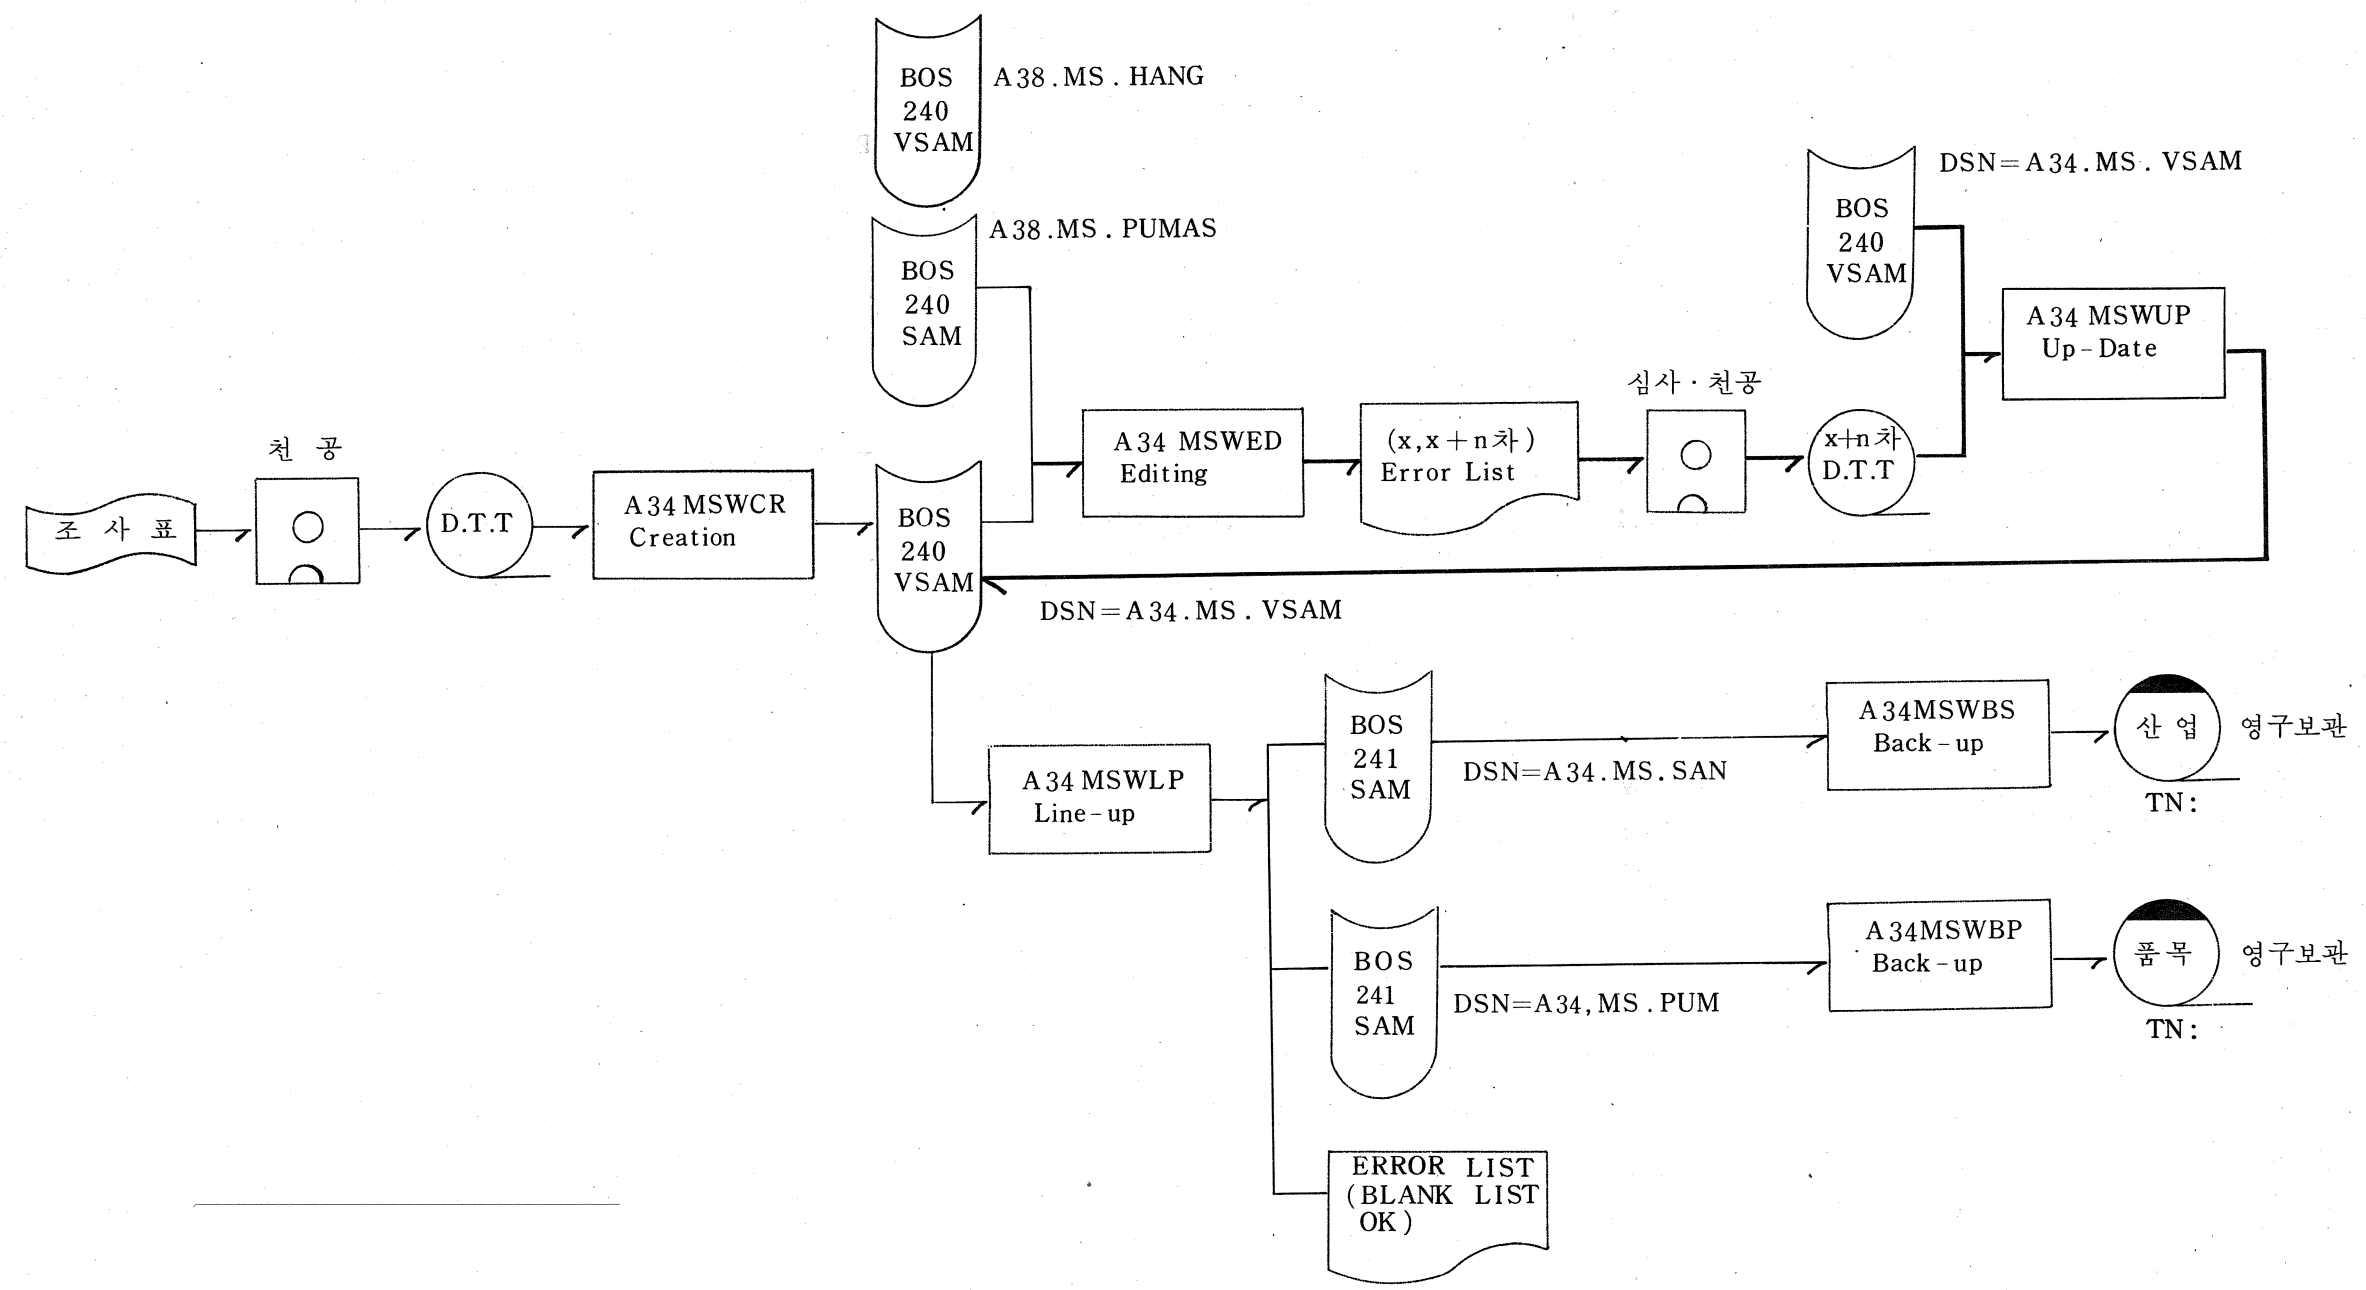 BOS
240
VSAM
A38.MS.HANG
BOS
240
SAM
A38.MS.PUMAS
BOS
240
VSAM
DSN=A34.MS.VSAM
A34 MSWUP
Up-Date
조 사 표
천 공
D.T.T
A34 MSWCR
Creation
BOS
240
VSAM
DSN=A34.MS.VSAM
A34 MSWED
Editing
(x,x+n차)
Error List
심사·천공
x+n차
D.T.T
A34 MSWLP
Line-up
BOS
241
SAM
DSN=A34.MS.SAN
A34MSWBS
Back-up
산 업
영구보관
TN:
BOS
241
SAM
DSN=A34,MS.PUM
A34MSWBP
Back-up
품목
영구보관
TN:
ERROR LIST
(BLANK LIST
OK)